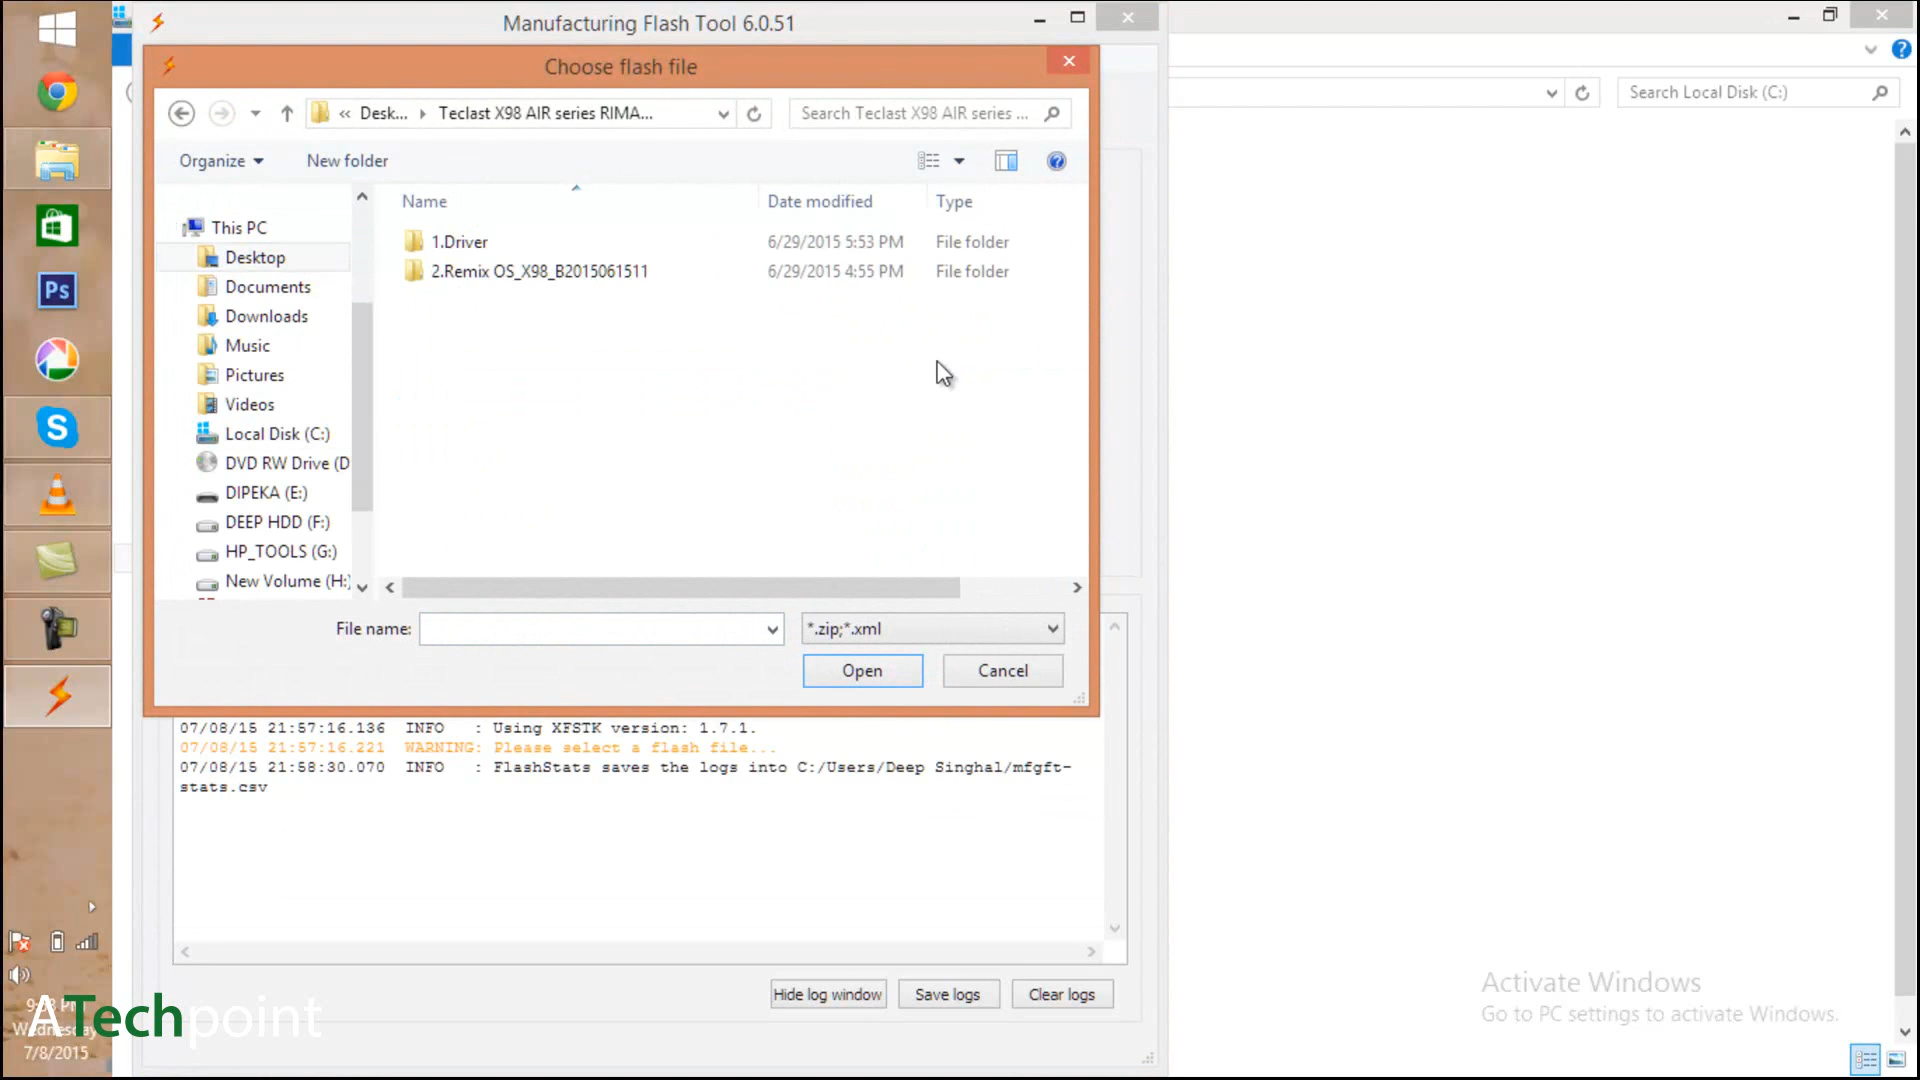 Manufacturing Flash Tool 6.0.51
Choose flash file
« Desk... Teclast X98 AIR series RIMA...
Search Teclast X98 AIR series ...
Search Local Disk (C:)
Organize
New folder
Name
Date modified
Type
This PC
Desktop
Documents
Downloads
Music
Pictures
Videos
Local Disk (C:)
DVD RW Drive (D
DIPEKA (E:)
DEEP HDD (F:)
HP_TOOLS (G:)
New Volume (H:)
1.Driver 6/29/2015 5:53 PM File folder
2.Remix OS_X98_B2015061511 6/29/2015 4:55 PM File folder
File name:
*.zip;*.xml
Open
Cancel
07/08/15 21:57:16.136 INFO : Using XFSTK version: 1.7.1.
07/08/15 21:57:16.221 WARNING: Please select a flash file...
07/08/15 21:58:30.070 INFO : FlashStats saves the logs into C:/Users/Deep Singhal/mfgft-
stats.csv
Hide log window
Save logs
Clear logs
Ps
S
ATechpoint
Wednesday
7/8/2015
Activate Windows
Go to PC settings to activate Windows.